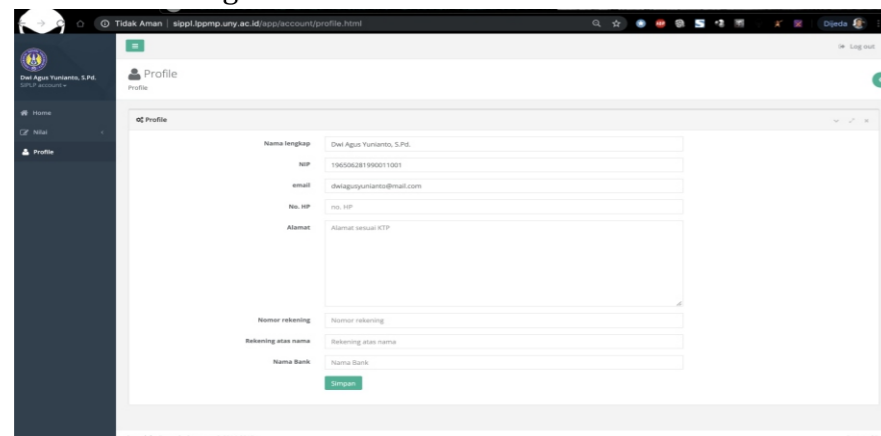 Tidak Aman | sippl.lppmp.uny.ac.id/app/account/profile.html
Dijeda
Log out
Dwi Agus Yunianto, S.Pd.
SIPLP account
Profile
Profile
Home
Nilai
Profile
Profile
Nama lengkap Dwi Agus Yunianto, S.Pd.
NIP 196506281990011001
email dwiagusyunianto@mail.com
No. HP no. HP
Alamat Alamat sesuai KTP
Nomor rekening Nomor rekening
Rekening atas nama Rekening atas nama
Nama Bank Nama Bank
Simpan